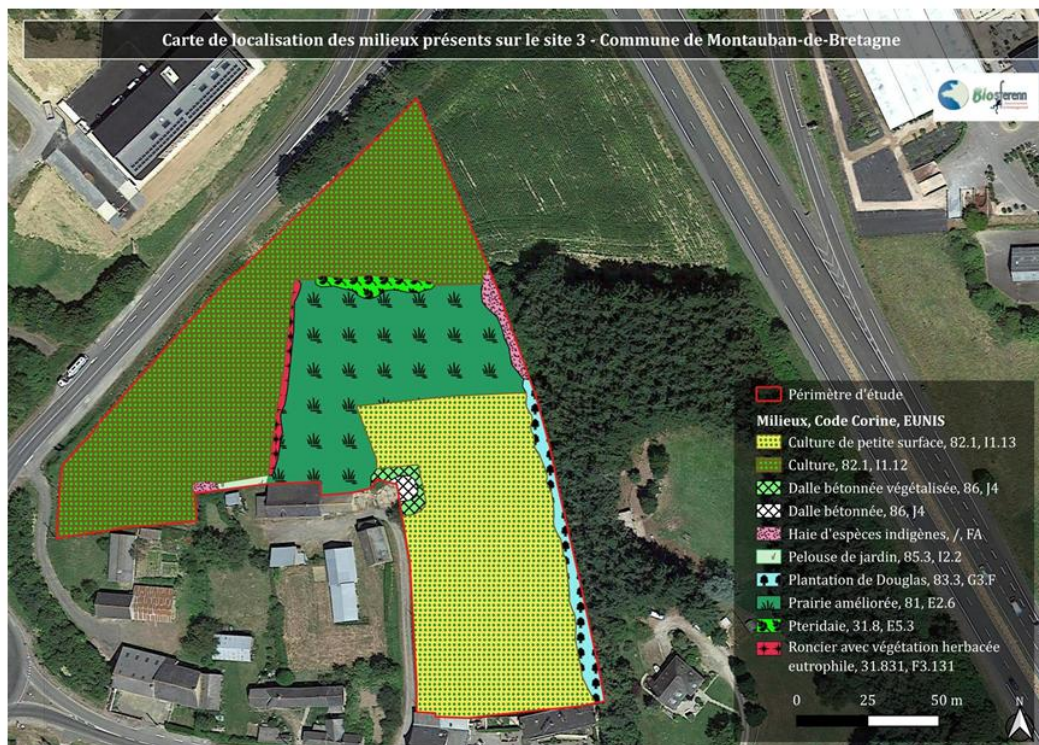 Carte de localisation des milieux présents sur le site 3 - Commune de Montauban-de-Bretagne
Biosferenn
Périmètre d'étude
Milieux, Code Corine, EUNIS
Culture de petite surface, 82.1, I1.13
Culture, 82.1, I1.12
Dalle bétonnée végétalisée, 86, J4
Dalle bétonnée, 86, J4
Haie d'espèces indigènes, /, FA
Pelouse de jardin, 85.3, I2.2
Plantation de Douglas, 83.3, G3.F
Prairie améliorée, 81, E2.6
Pteridaie, 31.8, E5.3
Roncier avec végétation herbacée
eutrophile, 31.831, F3.131
0 25 50 m
N